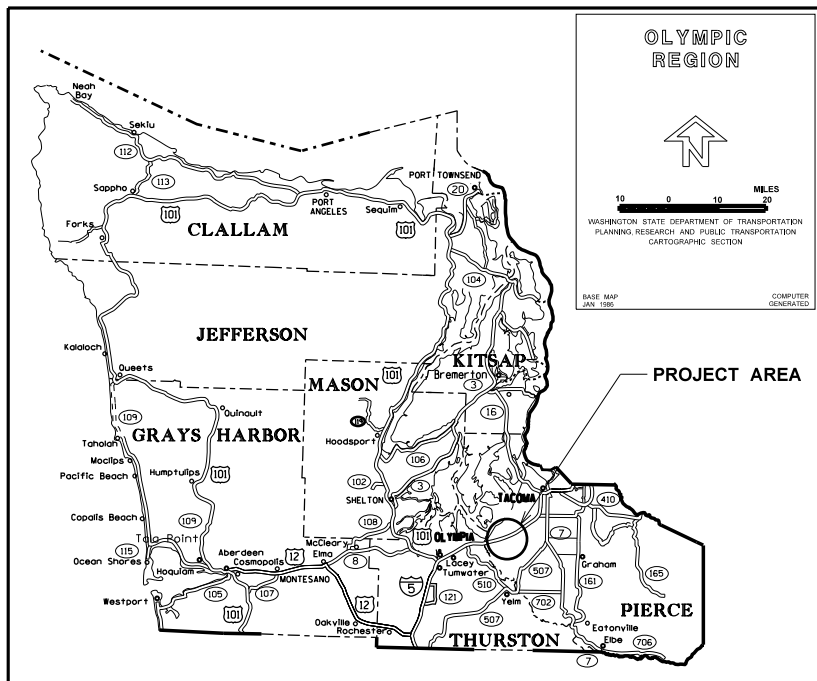 OLYMPIC
REGION
N
MILES
10 0 10 20
WASHINGTON STATE DEPARTMENT OF TRANSPORTATION
PLANNING, RESEARCH AND PUBLIC TRANSPORTATION
CARTOGRAPHIC SECTION
BASE MAP
JAN 1986
COMPUTER
GENERATED
Neah
Bay
Sekiu
112
113
Sappho
101
Forks
CLALLAM
PORT
ANGELES
Sequim
101
PORT TOWNSEND
20
104
JEFFERSON
Kalaloch
Queets
MASON
101
KITSAP
Bremerton
3
PROJECT AREA
16
109
Quinault
GRAYS HARBOR
Hoodsport
Taholah
Moclips
Pacific Beach
Humptulips
101
106
102
3
SHELTON
TACOMA
410
Copalis Beach
109
108
101
OLYMPIA
7
115
Ocean Shores
Hoquiam
Aberdeen
Cosmopolis
12
McCleary
Elma
8
MONTESANO
Lacey
Tumwater
510
507
Graham
161
165
105
107
101
Westport
12
5
121
Yelm
702
PIERCE
Oakville
Rochester
507
THURSTON
Eatonville
Elbe
706
7